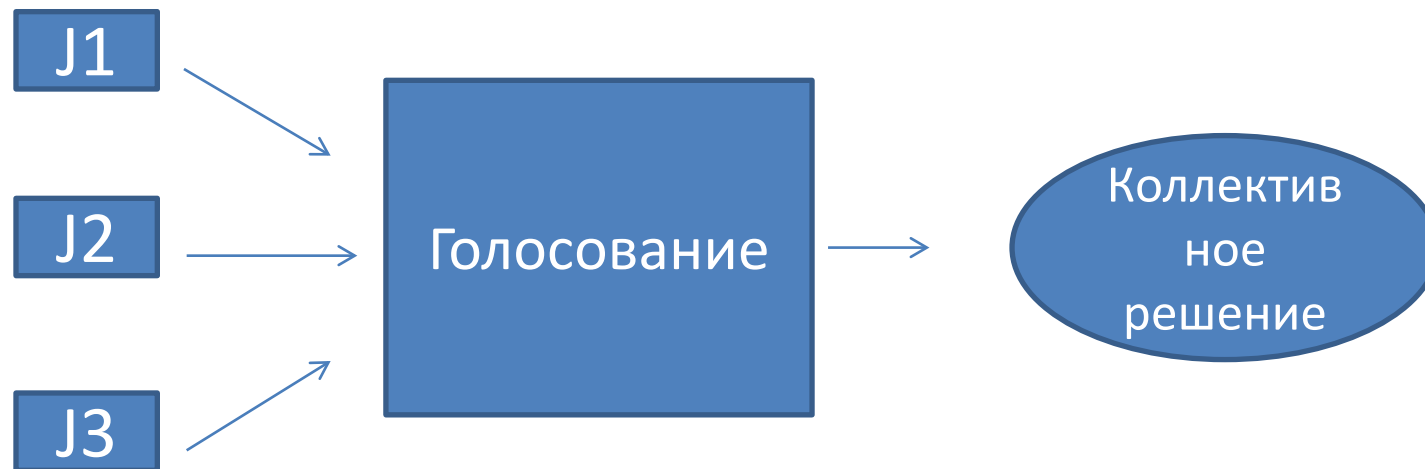 J1
J2
J3
Голосование
Коллектив
ное
решение